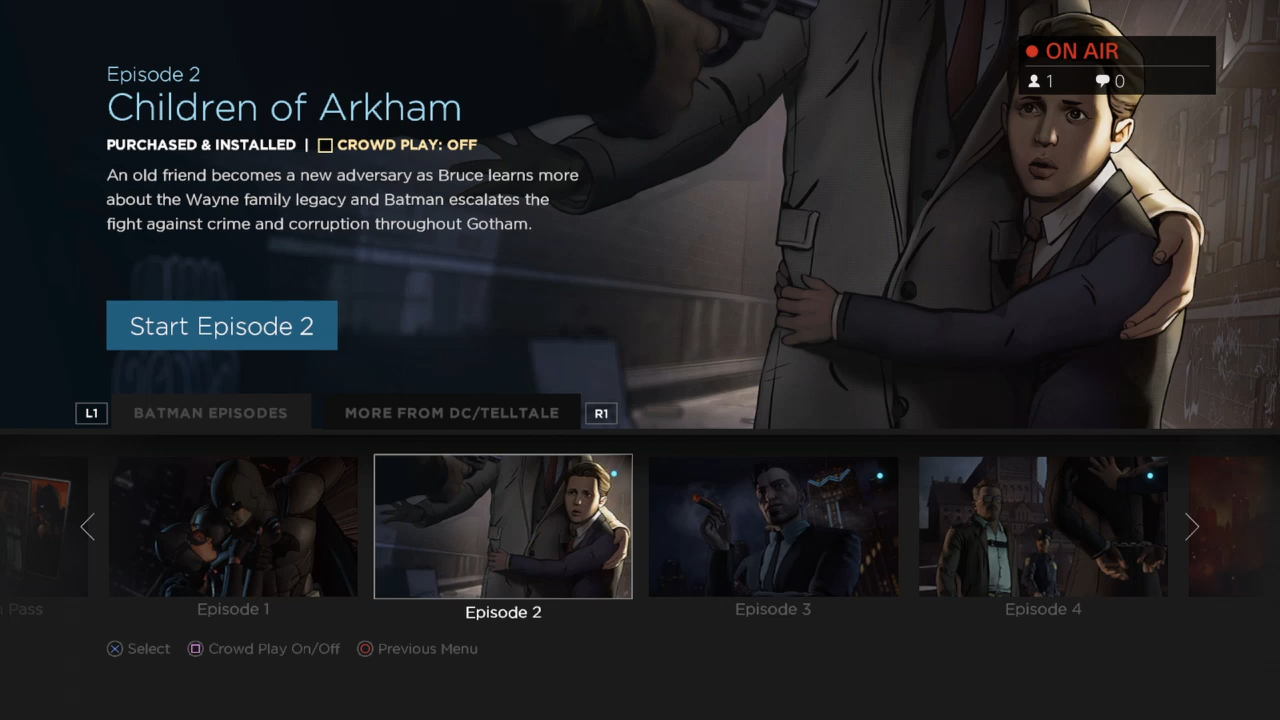 Episode 2
Children of Arkham
PURCHASED & INSTALLED | CROWD PLAY: OFF
An old friend becomes a new adversary as Bruce learns more
about the Wayne family legacy and Batman escalates the
fight against crime and corruption throughout Gotham.
ON AIR
1 0
Start Episode 2
L1 BATMAN EPISODES MORE FROM DC/TELLTALE R1
Pass Episode 1 Episode 2 Episode 3 Episode 4
Select Crowd Play On/Off Previous Menu